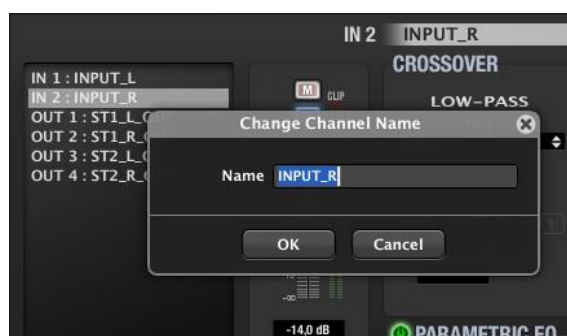 IN 2 INPUT_R
CROSSOVER
IN 1 : INPUT_L
IN 2 : INPUT_R
OUT 1 : ST1_L_
OUT 2 : ST1_R_
OUT 3 : ST2_L_
OUT 4 : ST2_R_
M CLIP
LOW-PASS
Change Channel Name
Name INPUT_R
OK Cancel
-∞
-14,0 dB
PARAMETRIC EQ